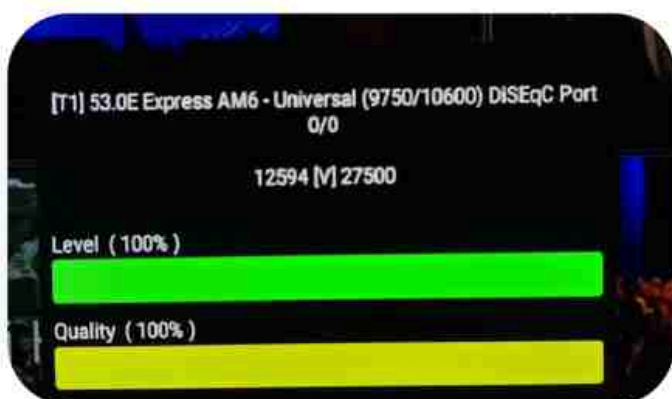 [T1] 53.0E Express AM6 - Universal (9750/10600) DiSEqC Port
0/0
12594 [V] 27500
Level ( 100% )
Quality ( 100% )